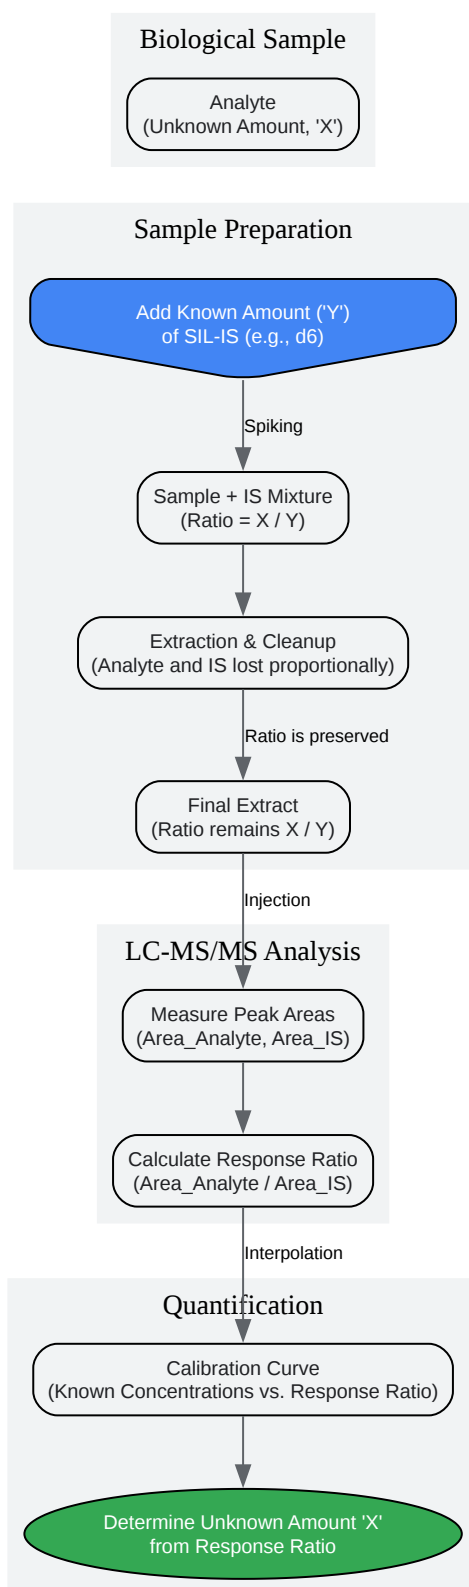 Biological Sample
Analyte
(Unknown Amount, 'X')
Sample Preparation
Add Known Amount ('Y')
of SIL-IS (e.g., d6)
Spiking
Sample + IS Mixture
(Ratio = X / Y)
Extraction & Cleanup
(Analyte and IS lost proportionally)
Ratio is preserved
Final Extract
(Ratio remains X / Y)
Injection
LC-MS/MS Analysis
Measure Peak Areas
(Area_Analyte, Area_IS)
Calculate Response Ratio
(Area_Analyte / Area_IS)
Interpolation
Quantification
Calibration Curve
(Known Concentrations vs. Response Ratio)
Determine Unknown Amount 'X'
from Response Ratio